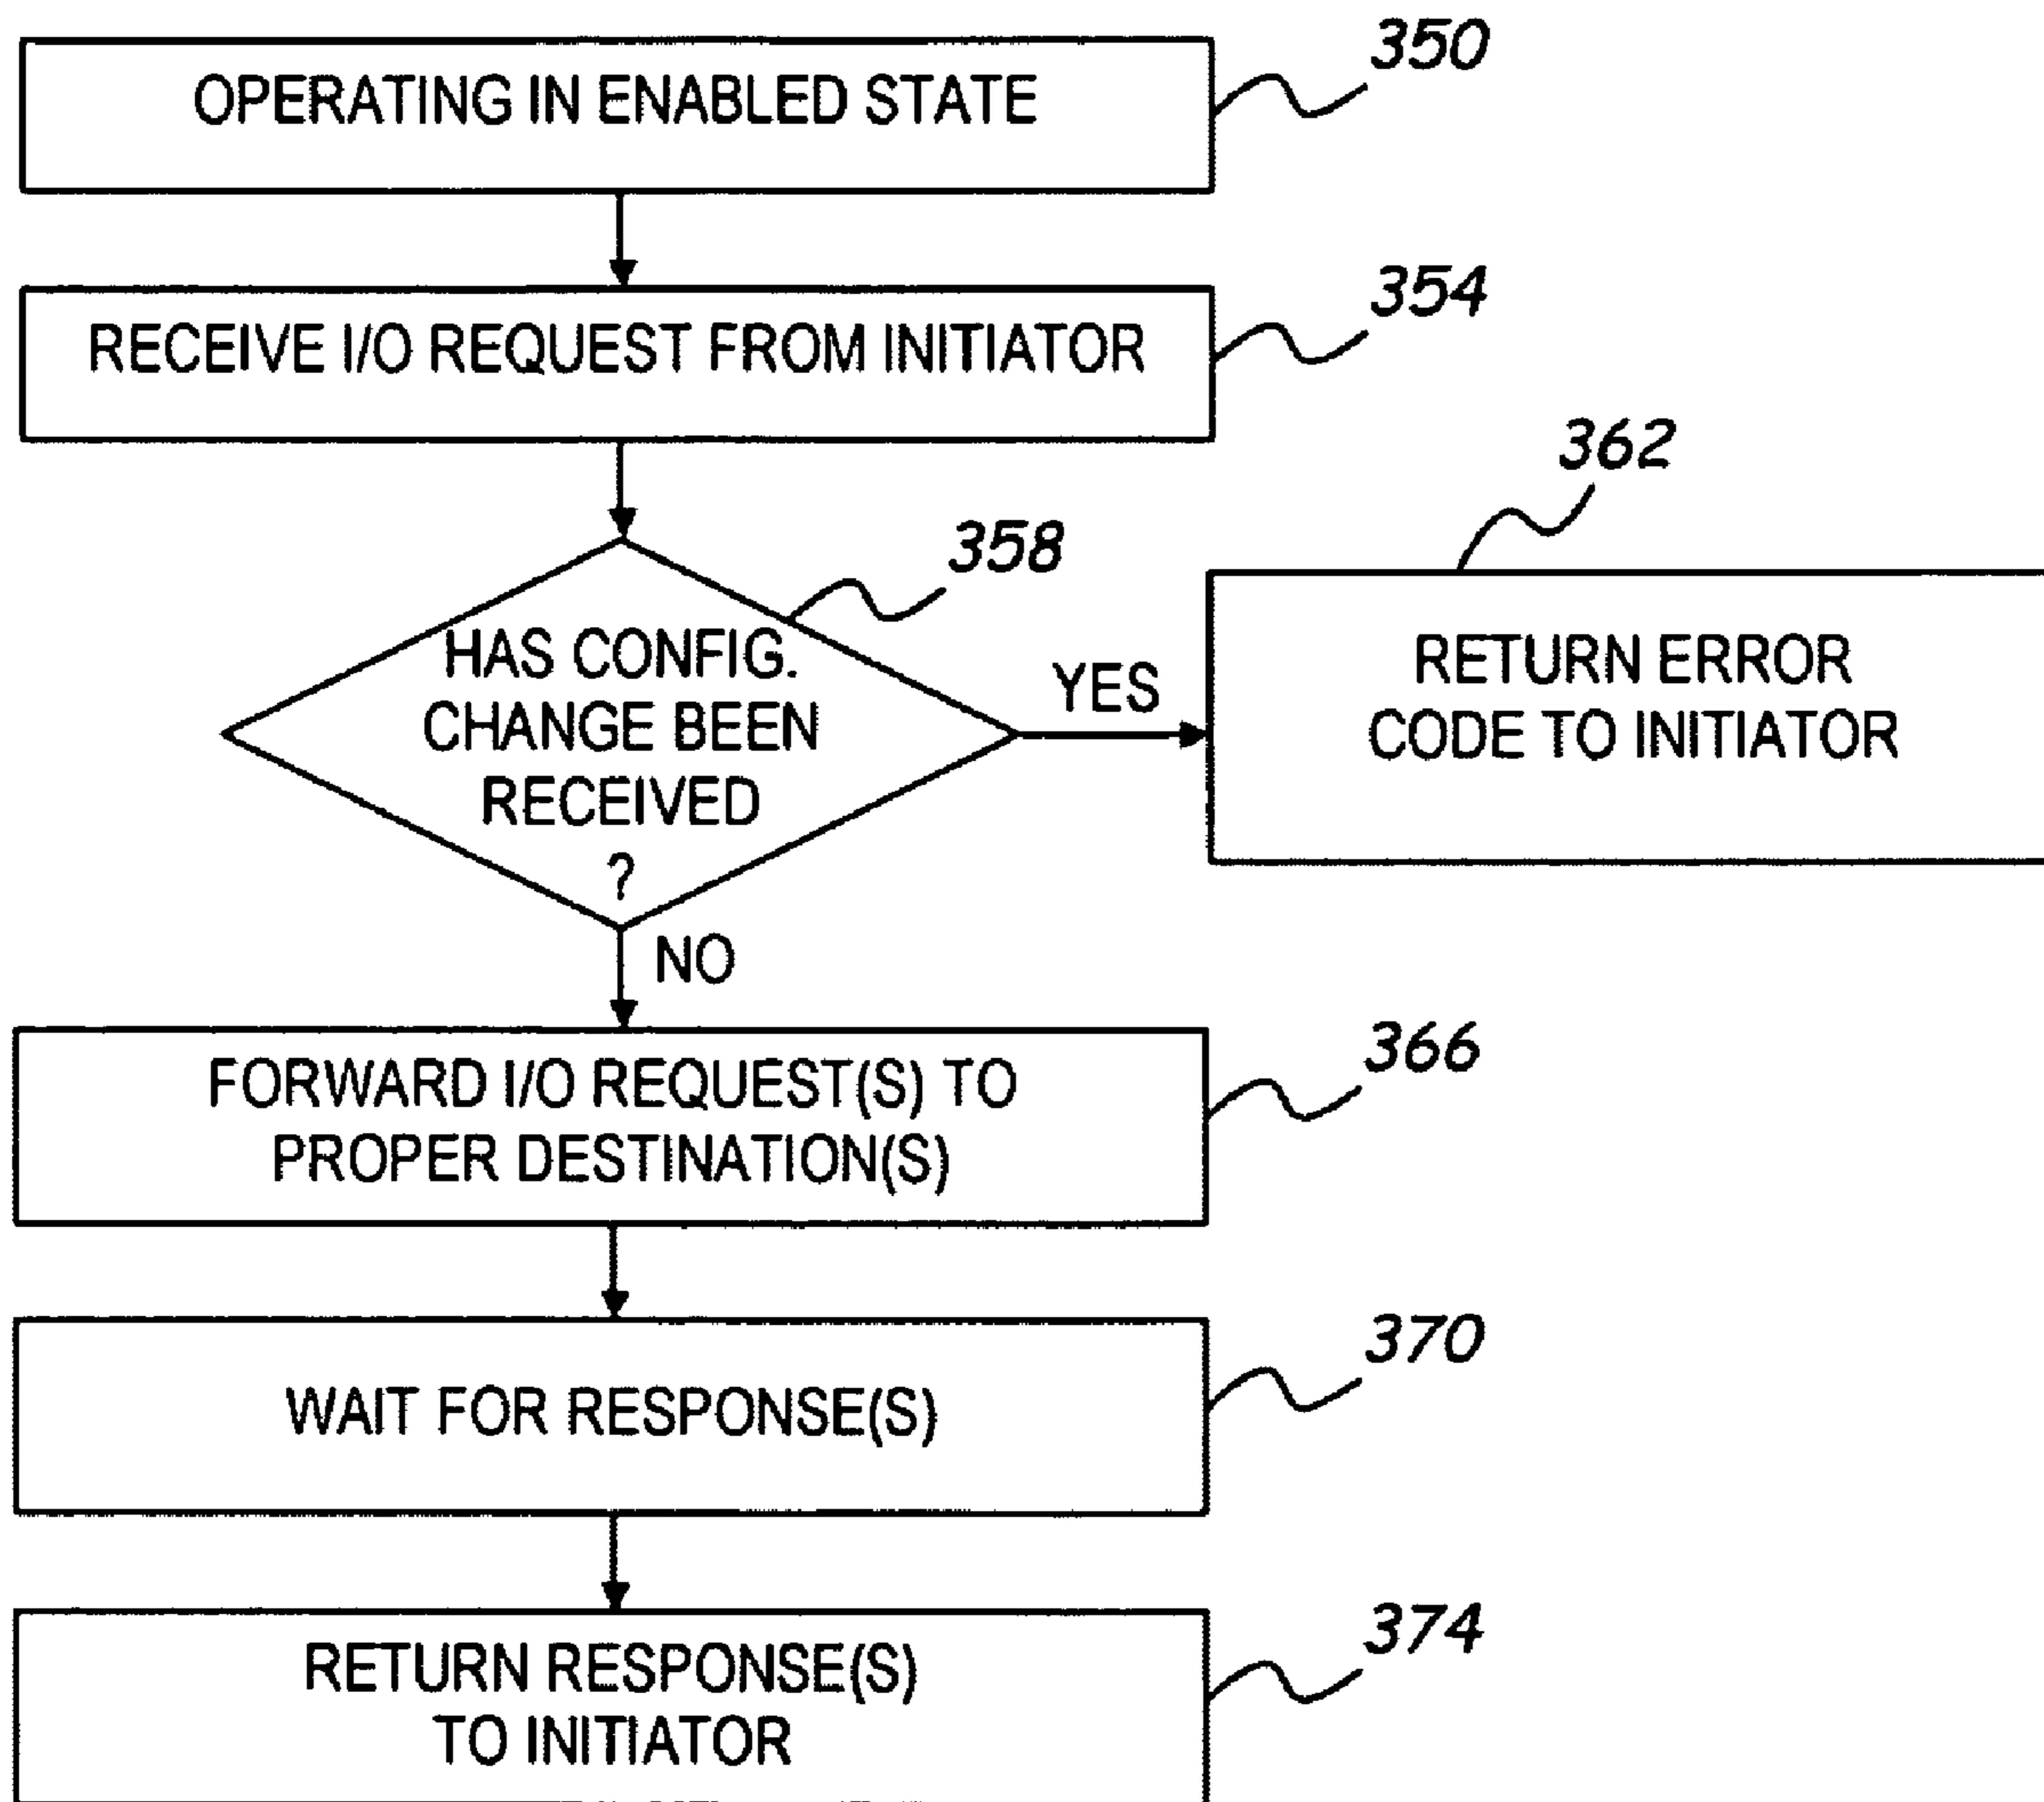 OPERATING IN ENABLED STATE
350
RECEIVE I/O REQUEST FROM INITIATOR
354
HAS CONFIG.
CHANGE BEEN
RECEIVED
?
358
YES
362
RETURN ERROR
CODE TO INITIATOR
NO
FORWARD I/O REQUEST(S) TO
PROPER DESTINATION(S)
366
WAIT FOR RESPONSE(S)
370
RETURN RESPONSE(S)
TO INITIATOR
374